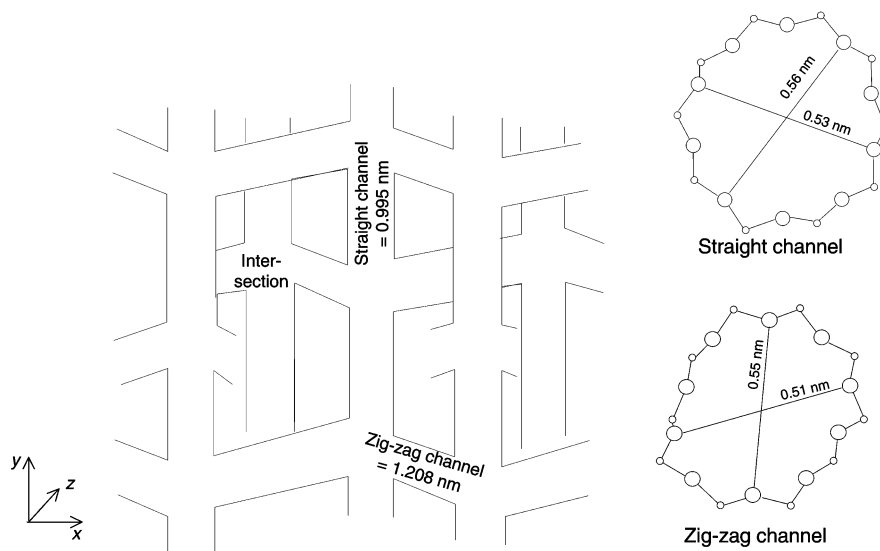 Straight channel
= 0.995 nm
Inter-
section
Zig-zag channel
= 1.208 nm
y
z
x
0.56 nm
0.53 nm
Straight channel
0.55 nm
0.51 nm
Zig-zag channel